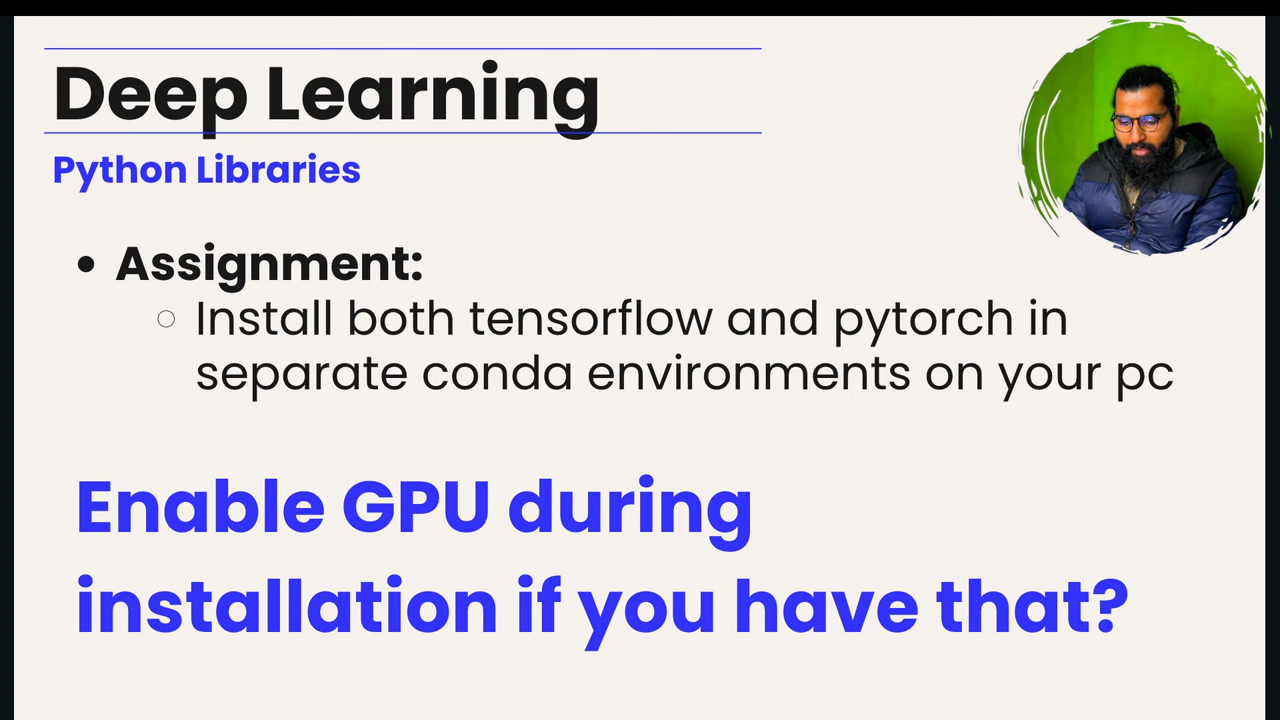 Deep Learning
Python Libraries
• Assignment:
○ Install both tensorflow and pytorch in
separate conda environments on your pc
Enable GPU during
installation if you have that?